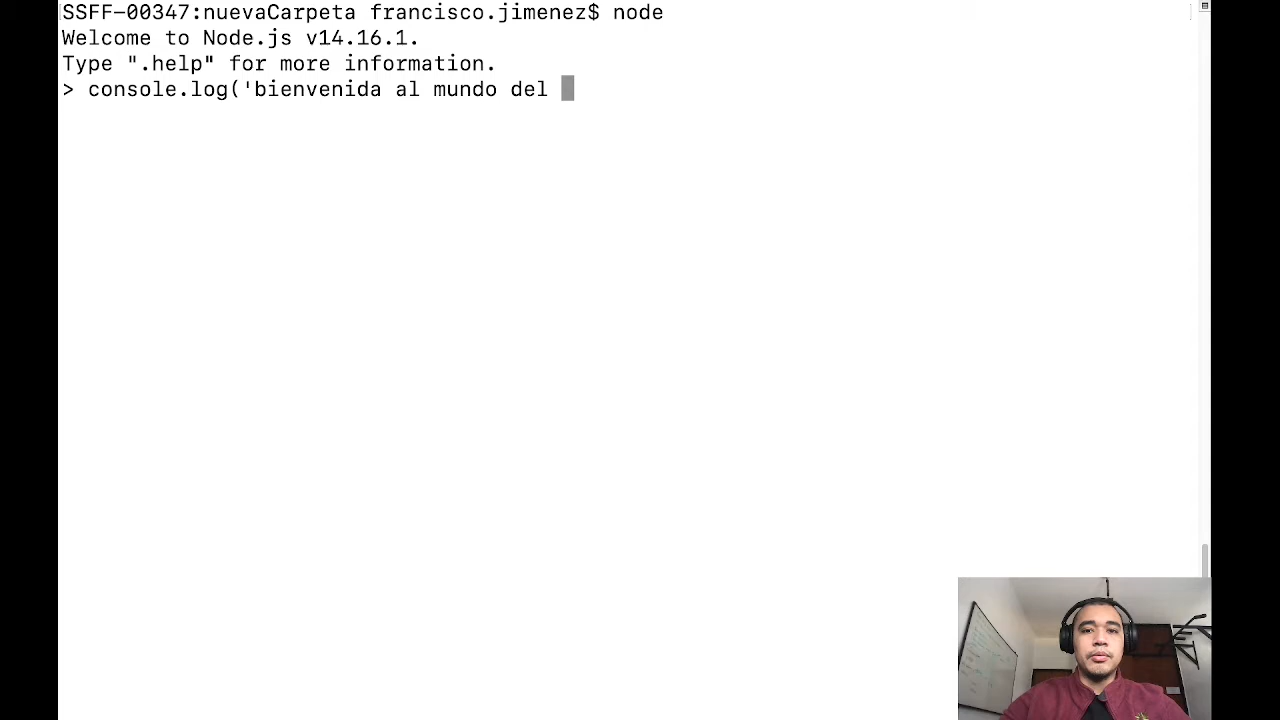 SSFF-00347:nuevaCarpeta francisco.jimenez$ node
Welcome to Node.js v14.16.1.
Type ".help" for more information.
> console.log('bienvenida al mundo del